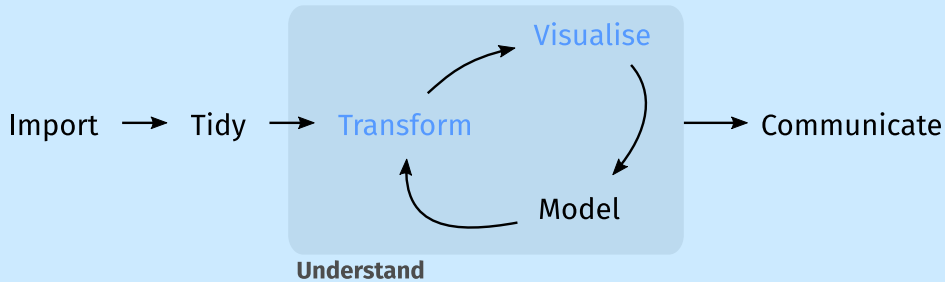 Import
Tidy
Transform
Visualise
Model
Communicate
Understand